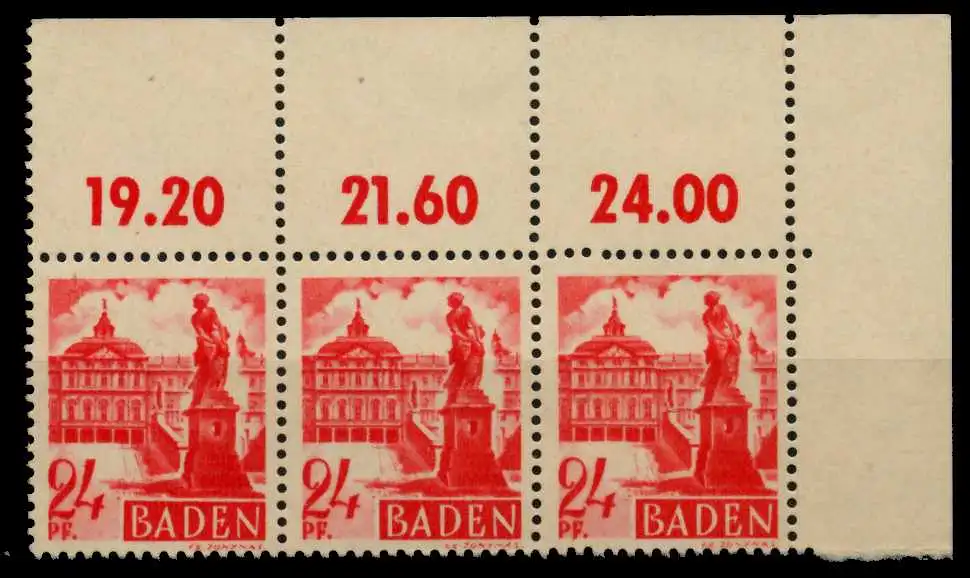 19.20 21.60 24.00
24 24 24
PF. BADEN PF. BADEN PF. BADEN